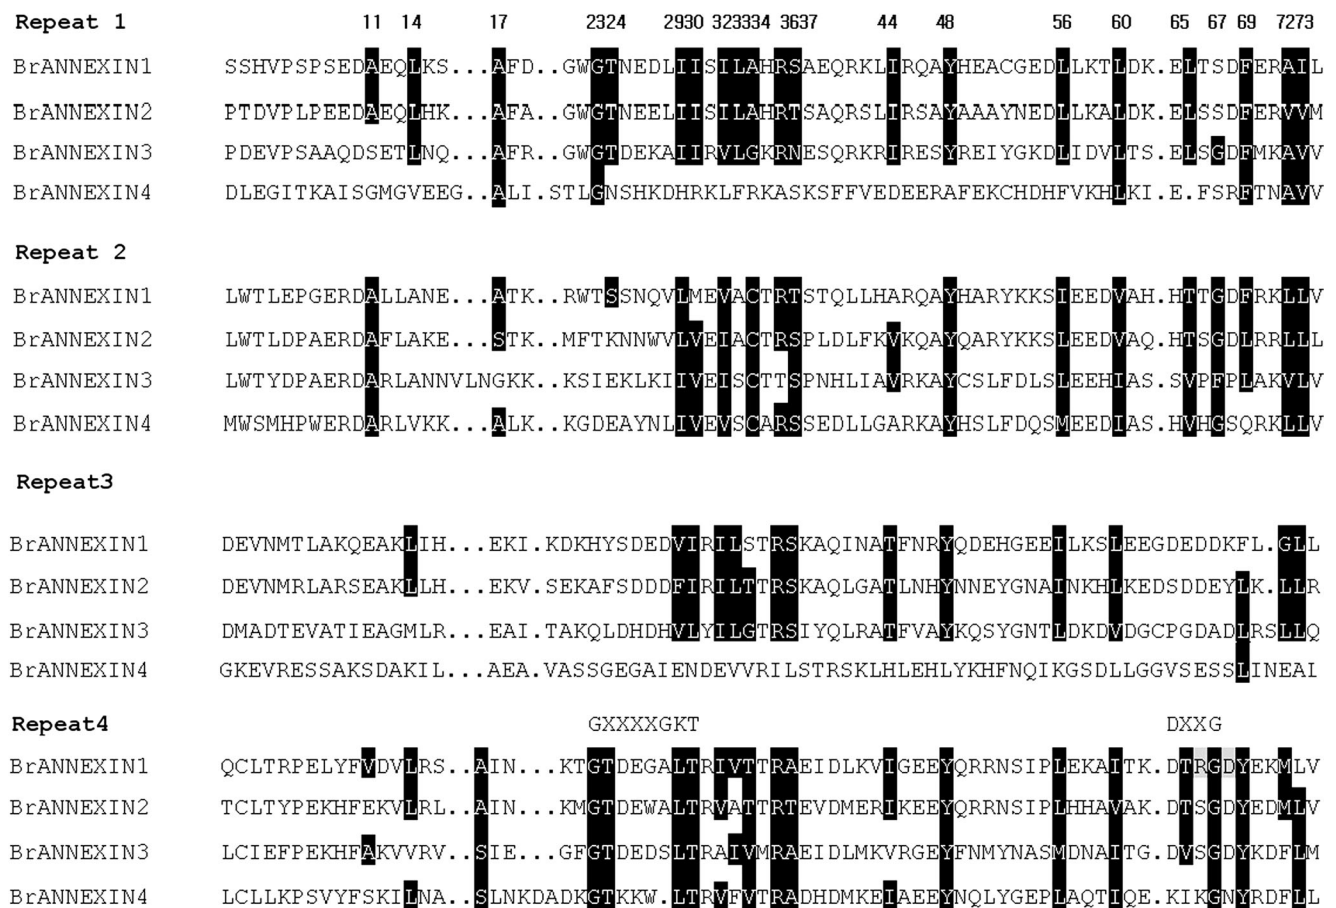 Repeat 1 11 14 17 2324 2930 323334 3637 44 48 56 60 65 67 69 7273
BrANNEXIN1 SSHVPSPSEDAEQLKS...AFD..GWGTNEDLIISILAHRSAEQRKLIRQAYHEACGEDLLKTLDK.ELTSDFERAIL
BrANNEXIN2 PTDVPLPEEDAEQLHK...AFA..GWGTNEELIISILAHRTSAQRSLIRSAYAAAYNEDLLKALDK.ELSSDFERVVM
BrANNEXIN3 PDEVPSAAQDSETLNQ...AFR..GWGTDEKAIIRVLGKRNESQRKRIRESYREIYGKDLIDVLTS.ELSGDFMKAVV
BrANNEXIN4 DLEGITKAISGMGVEEG..ALI.STLGNSHKDHRKLFRKASKSFFVEDEERAFEKCHDHFVKHLKI.E.FSRFTNAVV
Repeat 2
BrANNEXIN1 LWTLEPGERDALLANE...ATK..RWTSSNQVLMEVACTRTSTQLLHARQAYHARYKKSIEEDVAH.HTTGDFRKLLV
BrANNEXIN2 LWTLDPAERDAFLAKE...STK..MFTKNNWVLVEIACTRSPLDLFKVKQAYQARYKKSLEEDVAQ.HTSGDLRRLLL
BrANNEXIN3 LWTYDPAERDARLANNVLNGKK..KSIEKLKIIVEISCTTSPNHLIAVRKAYCSLFDLSLEEHIAS.SVPFPLAKVLV
BrANNEXIN4 MWSMHPWERDARLVKK...ALK..KGDEAYNLIVEVSCARSSEDLLGARKAYHSLFDQSMEEDIAS.HVHGSQRKLLV
Repeat3
BrANNEXIN1 DEVNMTLAKQEAKLIH...EKI.KDKHYSDEDVIRILSTRSKAQINATFNRYQDEHGEEILKSLEEGDEDDKFL.GLL
BrANNEXIN2 DEVNMRLARSEAKLLH...EKV.SEKAFSDDDFIRILTTRSKAQLGATLNHYNNEYGNAINKHLKEDSDDEYLK.LLR
BrANNEXIN3 DMADTEVATIEAGMLR...EAI.TAKQLDHDHVLYILGTRSIYQLRATFVAYKQSYGNTLDKDVDGCPGDADLRSLLQ
BrANNEXIN4 GKEVRESSAKSDAKIL...AEA.VASSGEGAIENDEVVRILSTRSKLHLEHLYKHFNQIKGSDLLGGVSESSLINEAL
Repeat4 GXXXXGKT DXXG
BrANNEXIN1 QCLTRPELYFVDVLRS..AIN...KTGTDEGALTRIVTTRAEIDLKVIGEEYQRRNSIPLEKAITK.DTRGDYEKMLV
BrANNEXIN2 TCLTYPEKHFEKVLRL..AIN...KMGTDEWALTRVATTRTEVDMERIKEEYQRRNSIPLHHAVAK.DTSGDYEDMLV
BrANNEXIN3 LCIEFPEKHFAKVVRV..SIE...GFGTDEDSLTRAIVMRAEIDLMKVRGEYFNMYNASMDNAITG.DVSGDYKDFLM
BrANNEXIN4 LCLLKPSVYFSKILNA..SLNKDADKGTKKW.LTRVFVTRADHDMKEIAEEYNQLYGEPLAQTIQE.KIKGNYRDFLL